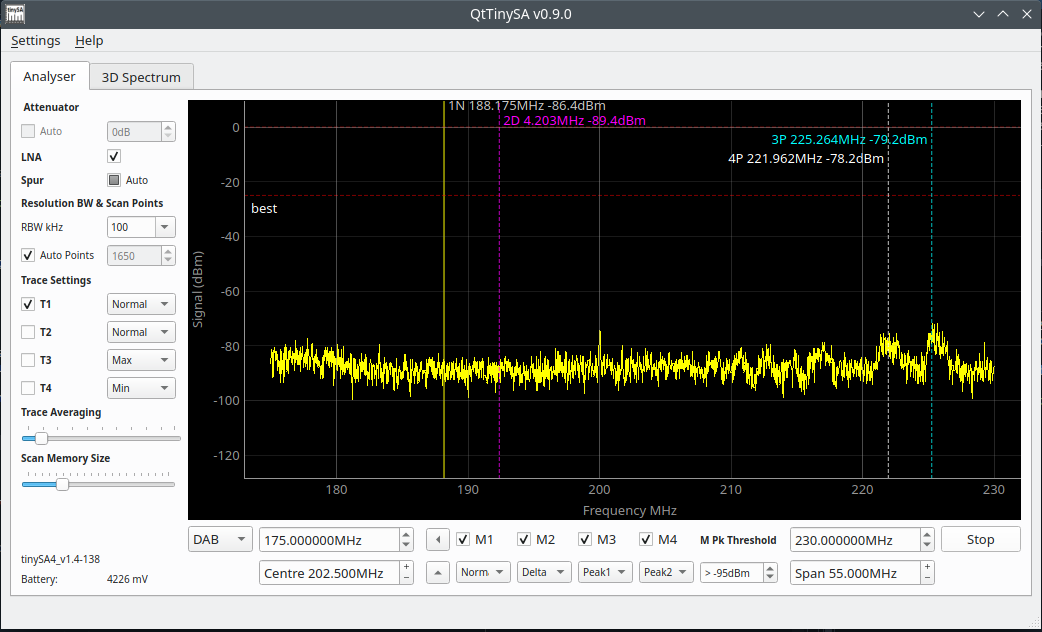 tinySA
QtTinySA v0.9.0
Settings Help
Analyser 3D Spectrum
Attenuator
Auto 0dB
LNA
Spur Auto
Resolution BW & Scan Points
RBW kHz 100
Auto Points 1650
Trace Settings
T1 Normal
T2 Normal
T3 Max
T4 Min
Trace Averaging
Scan Memory Size
tinySA4_v1.4-138
Battery: 4226 mV
1N 188.175MHz -86.4dBm
2D 4.203MHz -89.4dBm
3P 225.264MHz -79.2dBm
4P 221.962MHz -78.2dBm
best
Signal (dBm)
0
-20
-40
-60
-80
-100
-120
180 190 200 210 220 230
Frequency MHz
DAB 175.000000MHz M1 M2 M3 M4 M Pk Threshold 230.000000MHz Stop
Centre 202.500MHz Norm Delta Peak1 Peak2 > -95dBm Span 55.000MHz